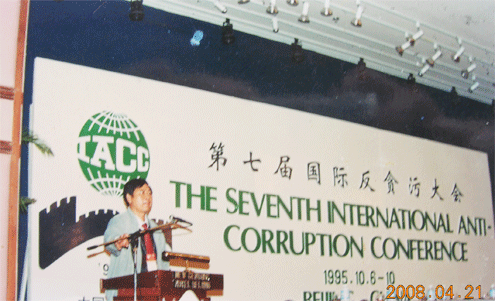 IACC
第七届国际反贪污大会
THE SEVENTH INTERNATIONAL ANTI-
CORRUPTION CONFERENCE
1995.10.6-10
BEIJI
2008.04.21